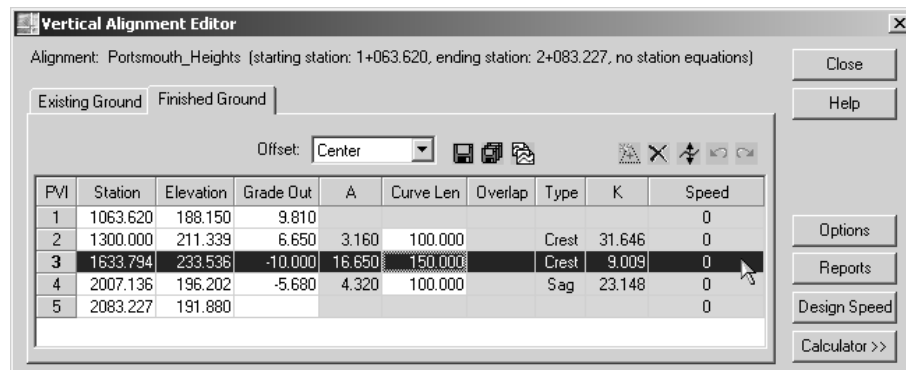 Vertical Alignment Editor
Alignment: Portsmouth_Heights (starting station: 1+063.620, ending station: 2+083.227, no station equations)
Close
Existing Ground Finished Ground
Help
Offset: Center
PVI Station Elevation Grade Out A Curve Len Overlap Type K Speed
1 1063.620 188.150 9.810 0
2 1300.000 211.339 6.650 3.160 100.000 Crest 31.646 0
3 1633.794 233.536 -10.000 16.650 150.000 Crest 9.009 0
4 2007.136 196.202 -5.680 4.320 100.000 Sag 23.148 0
5 2083.227 191.880 0
Options
Reports
Design Speed
Calculator >>